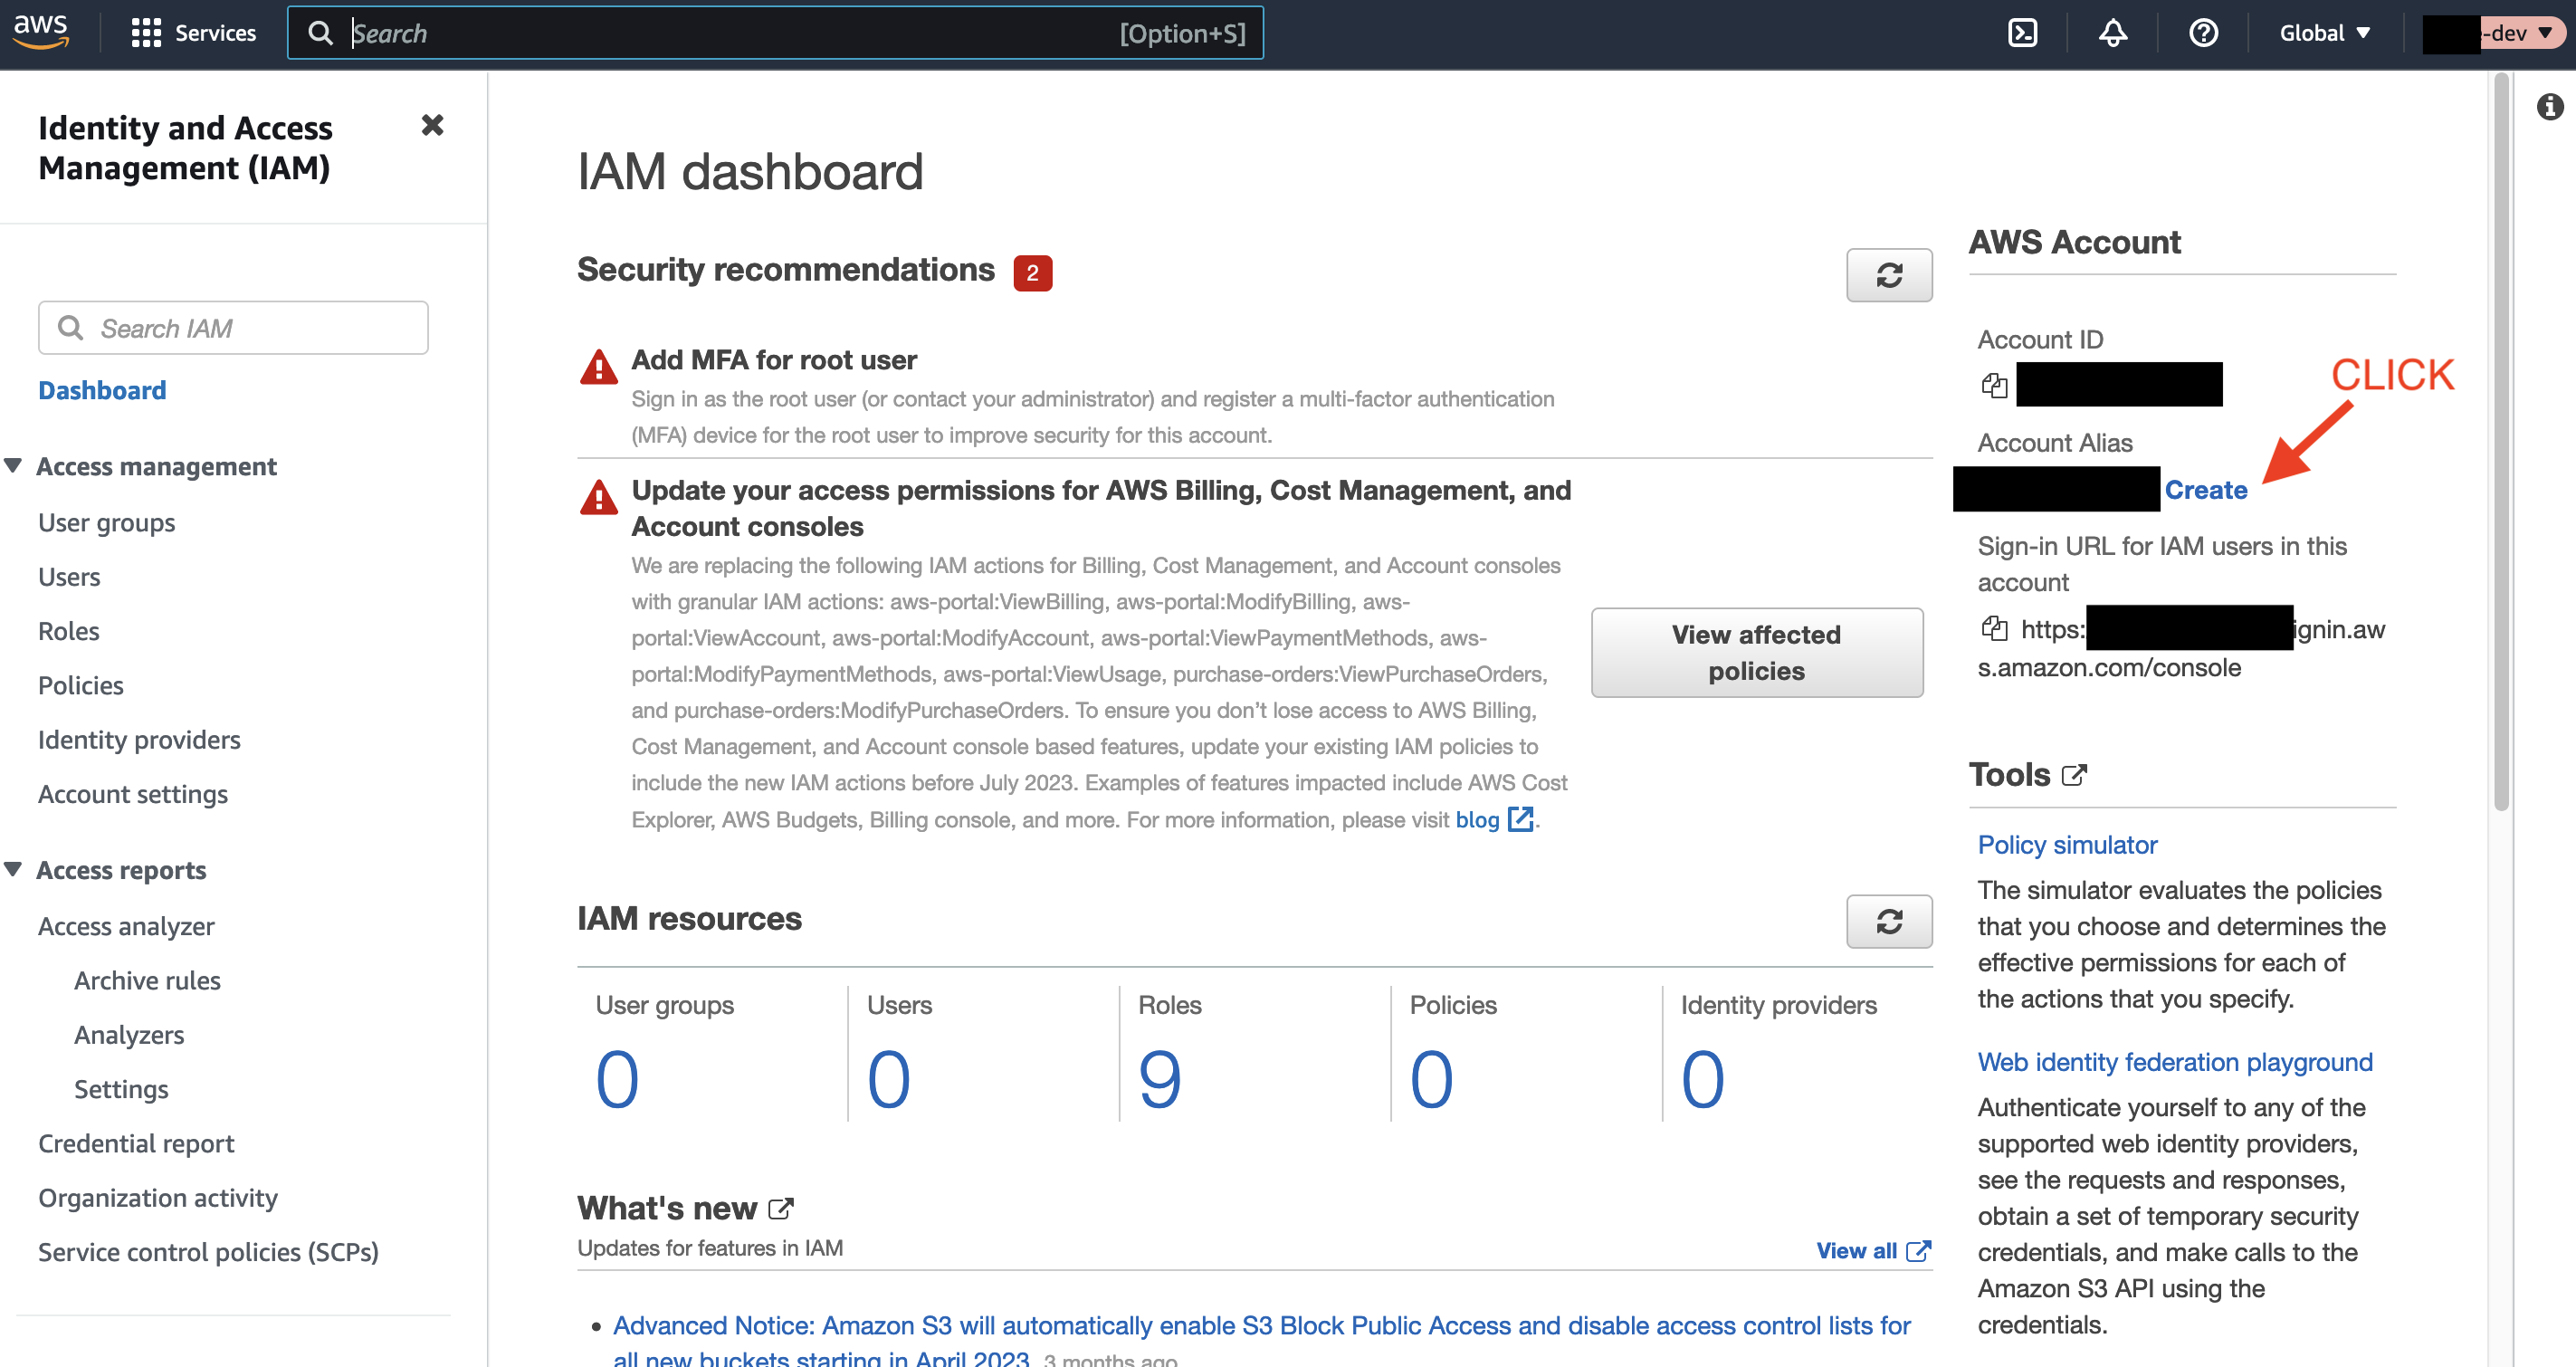 aws
Services
Search
[Option+S]
Global
-dev
Identity and Access
Management (IAM)
Search IAM
Dashboard
Access management
User groups
Users
Roles
Policies
Identity providers
Account settings
Access reports
Access analyzer
Archive rules
Analyzers
Settings
Credential report
Organization activity
Service control policies (SCPs)
IAM dashboard
Security recommendations 2
Add MFA for root user
Sign in as the root user (or contact your administrator) and register a multi-factor authentication
(MFA) device for the root user to improve security for this account.
Update your access permissions for AWS Billing, Cost Management, and
Account consoles
We are replacing the following IAM actions for Billing, Cost Management, and Account consoles
with granular IAM actions: aws-portal:ViewBilling, aws-portal:ModifyBilling, aws-
portal:ViewAccount, aws-portal:ModifyAccount, aws-portal:ViewPaymentMethods, aws-
portal:ModifyPaymentMethods, aws-portal:ViewUsage, purchase-orders:ViewPurchaseOrders,
and purchase-orders:ModifyPurchaseOrders. To ensure you don’t lose access to AWS Billing,
Cost Management, and Account console based features, update your existing IAM policies to
include the new IAM actions before July 2023. Examples of features impacted include AWS Cost
Explorer, AWS Budgets, Billing console, and more. For more information, please visit blog.
View affected
policies
IAM resources
User groups
0
Users
0
Roles
9
Policies
0
Identity providers
0
What's new
Updates for features in IAM
View all
Advanced Notice: Amazon S3 will automatically enable S3 Block Public Access and disable access control lists for
all new buckets starting in April 2023. 3 months ago
AWS Account
Account ID
CLICK
Account Alias
Create
Sign-in URL for IAM users in this
account
https: ignin.aw
s.amazon.com/console
Tools
Policy simulator
The simulator evaluates the policies
that you choose and determines the
effective permissions for each of
the actions that you specify.
Web identity federation playground
Authenticate yourself to any of the
supported web identity providers,
see the requests and responses,
obtain a set of temporary security
credentials, and make calls to the
Amazon S3 API using the
credentials.